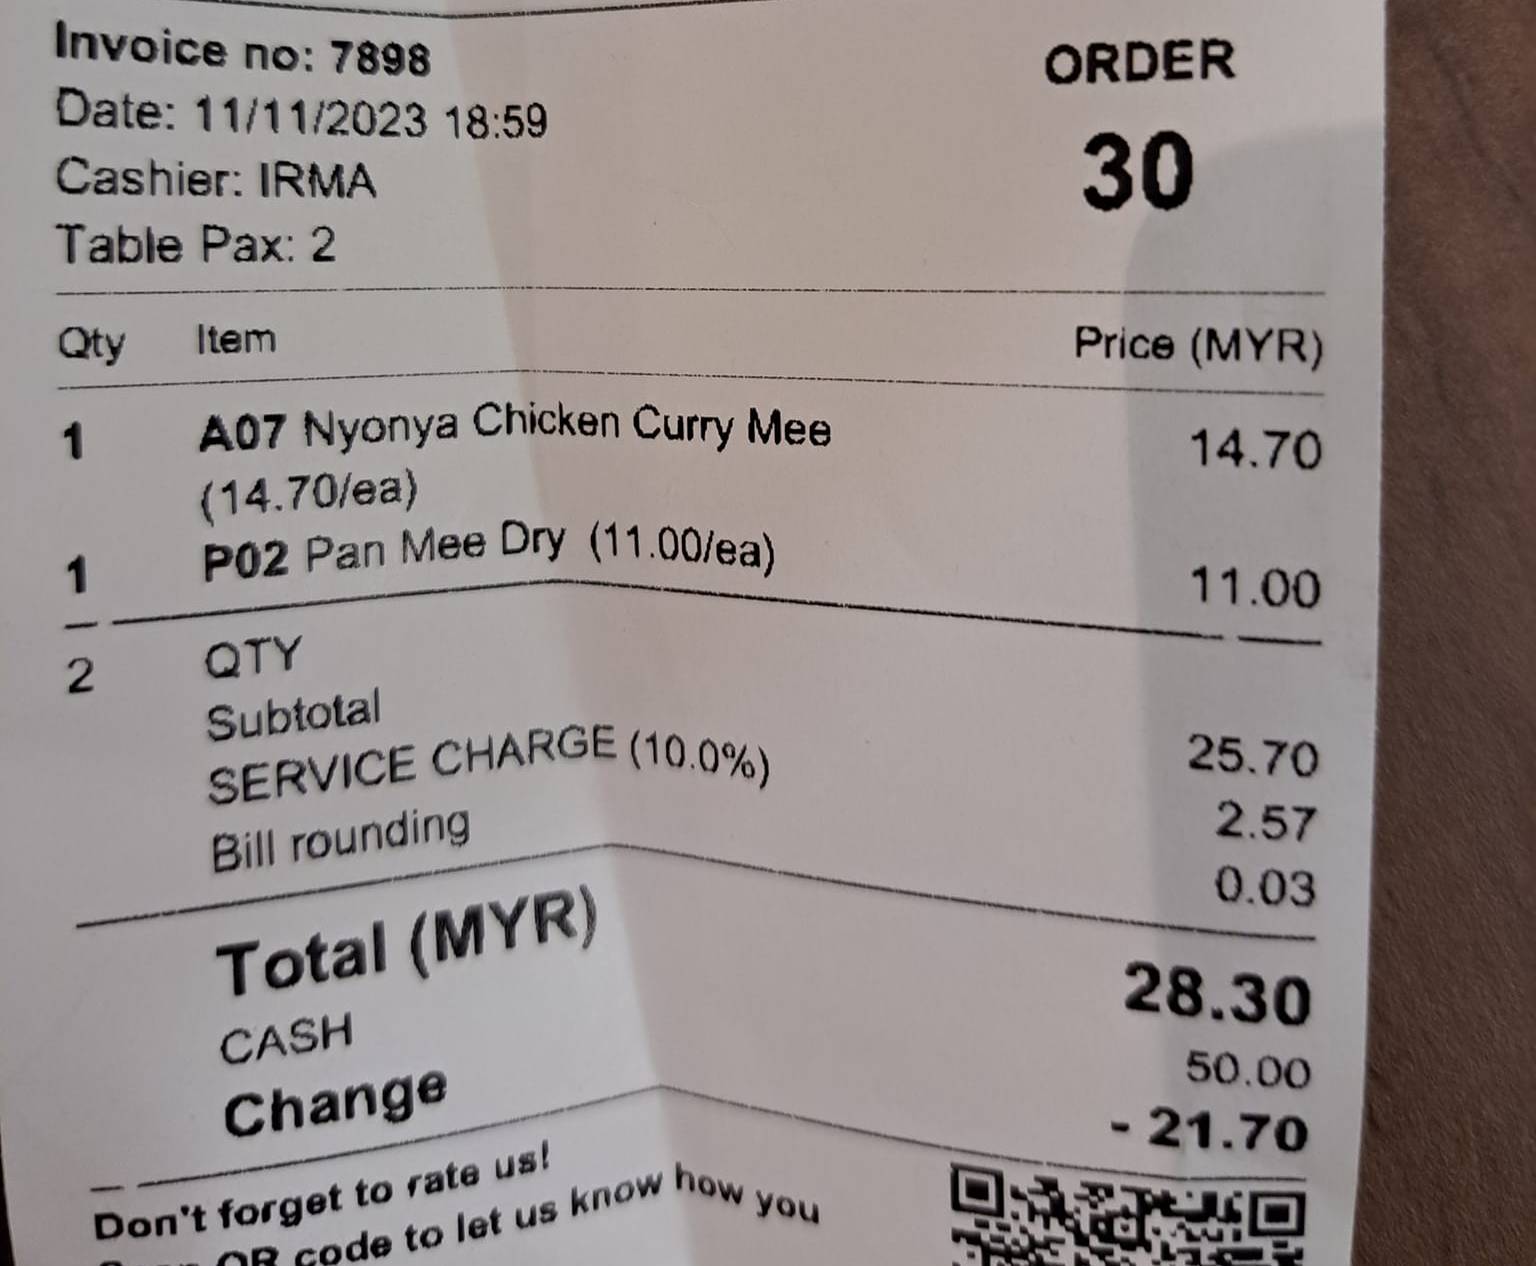 Invoice no: 7898
ORDER
Date: 11/11/2023 18:59
30
Cashier: IRMA
Table Pax: 2
Qty Item Price (MYR)
1 A07 Nyonya Chicken Curry Mee 14.70
(14.70/ea)
1 P02 Pan Mee Dry (11.00/ea) 11.00
2 QTY
Subtotal 25.70
SERVICE CHARGE (10.0%) 2.57
Bill rounding 0.03
Total (MYR) 28.30
CASH 50.00
Change - 21.70
Don't forget to rate us!
QR code to let us know how you